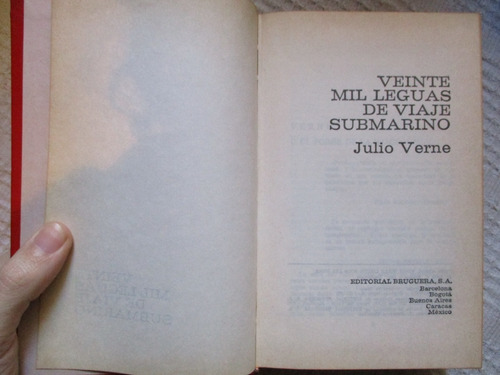 VEINTE
MIL LEGUAS
DE VIAJE
SUBMARINO
Julio Verne
EDITORIAL BRUGUERA, S.A.
Barcelona
Bogotá
Buenos Aires
Caracas
México